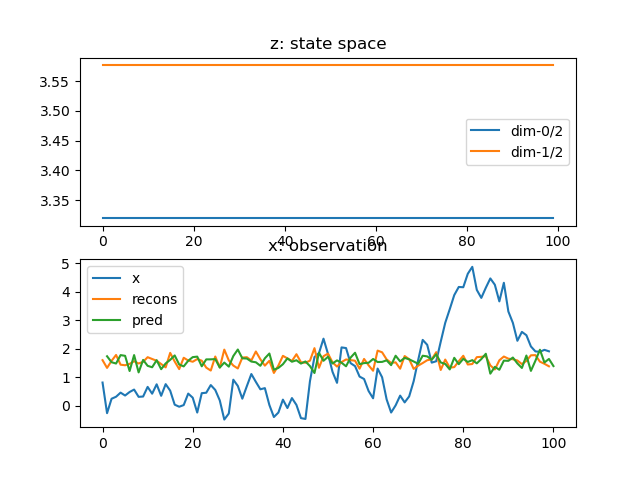 z: state space
3.55
3.50
3.45
3.40
3.35
dim-0/2
dim-1/2
0 20 40 60 80 100
x: observation
5
4
3
2
1
0
x
recons
pred
0 20 40 60 80 100